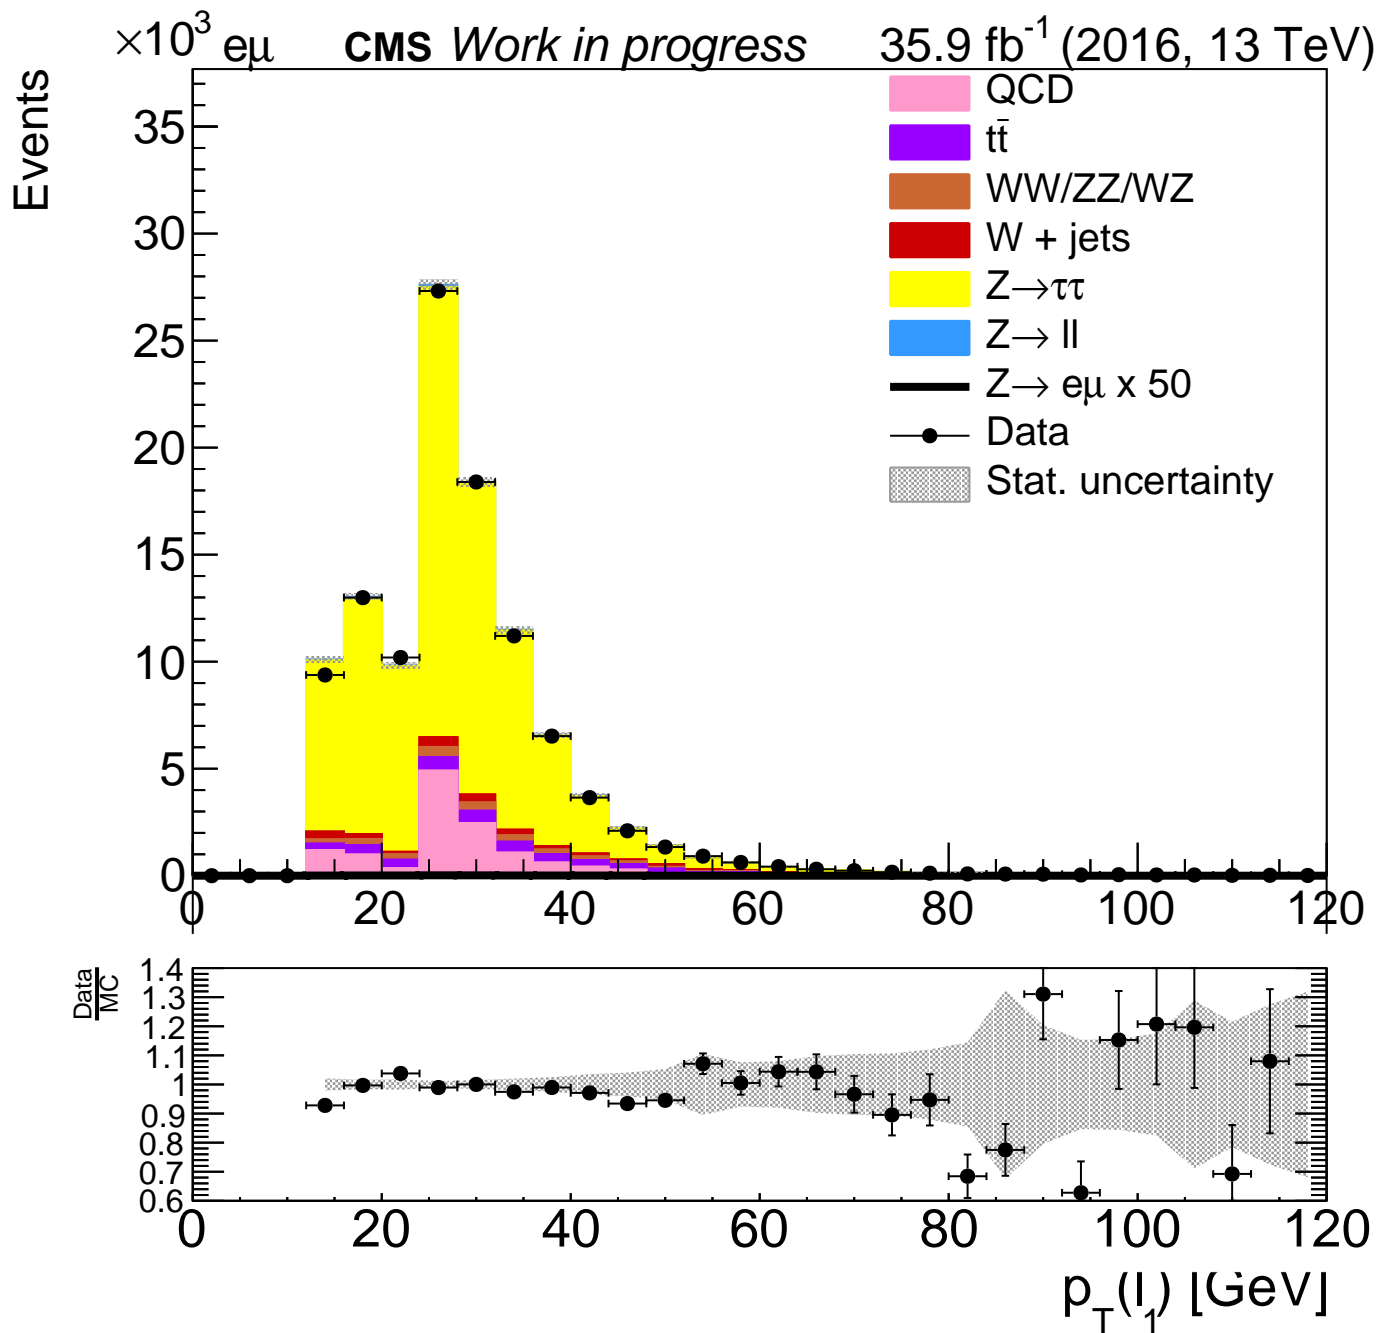 ×10³ eμ CMS Work in progress 35.9 fb⁻¹ (2016, 13 TeV)
Events
35
30
25
20
15
10
5
0
QCD
tt̄
WW/ZZ/WZ
W + jets
Z→ττ
Z→ ll
Z→ eμ x 50
Data
Stat. uncertainty
0 20 40 60 80 100 120
Data
MC
1.4
1.3
1.2
1.1
1
0.9
0.8
0.7
0.6
0 20 40 60 80 100 120
p_T(l₁) [GeV]